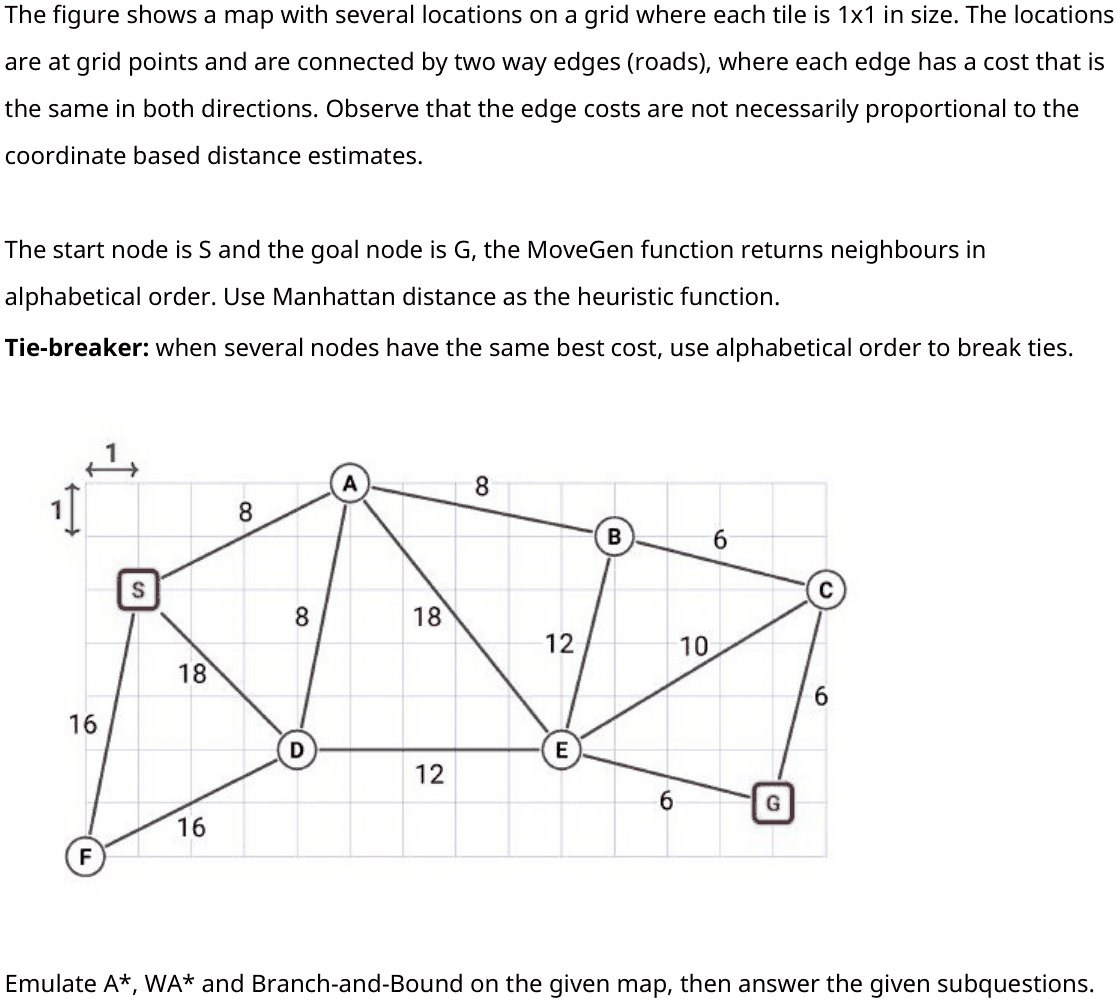 The figure shows a map with several locations on a grid where each tile is 1x1 in size. The locations
are at grid points and are connected by two way edges (roads), where each edge has a cost that is
the same in both directions. Observe that the edge costs are not necessarily proportional to the
coordinate based distance estimates.
The start node is S and the goal node is G, the MoveGen function returns neighbours in
alphabetical order. Use Manhattan distance as the heuristic function.
Tie-breaker: when several nodes have the same best cost, use alphabetical order to break ties.
1
1
A
8
8
B
6
S
C
8
18
12
10
18
16
6
D
E
12
6
G
16
F
Emulate A*, WA* and Branch-and-Bound on the given map, then answer the given subquestions.